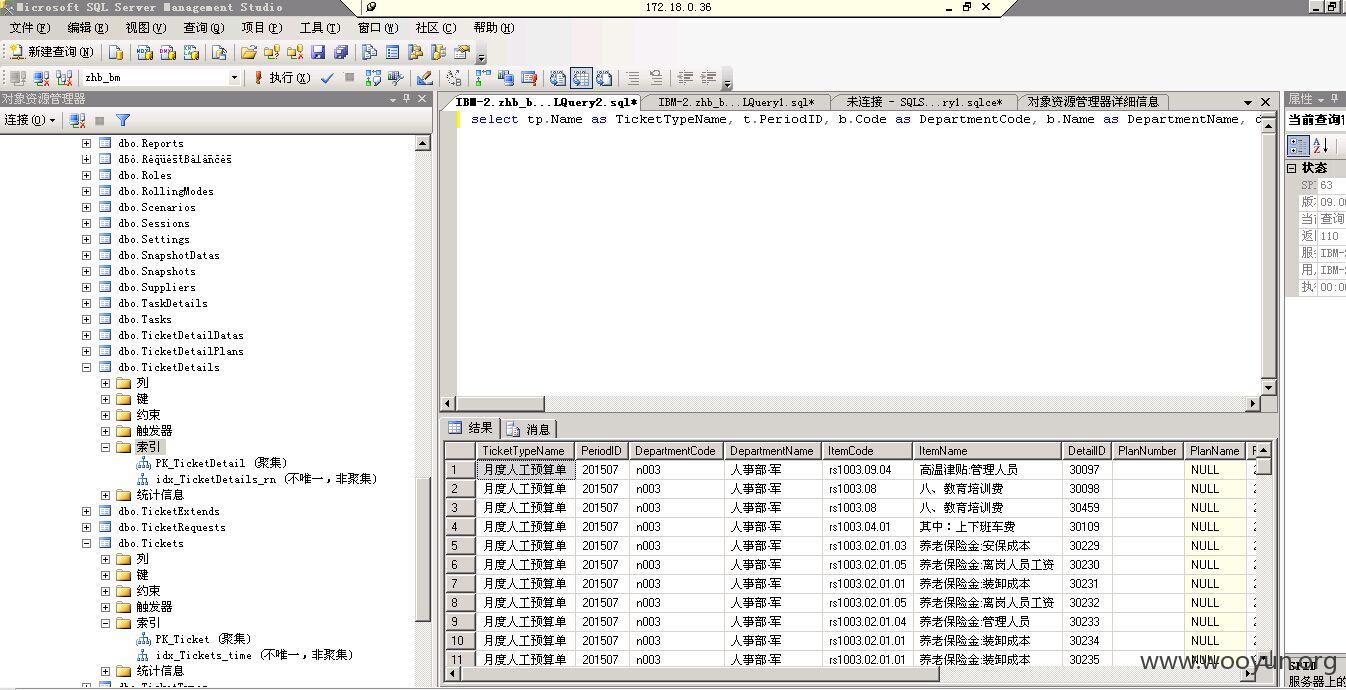 Microsoft SQL Server Management Studio
172.18.0.36
文件(F) 编辑(E) 视图(V) 查询(Q) 项目(P) 工具(T) 窗口(W) 社区(C) 帮助(H)
新建查询(N)
zhb_bm 执行(X)
对象资源管理器
连接(O)
dbo.Reports
dbo.RequestBalances
dbo.Roles
dbo.RollingModes
dbo.Scenarios
dbo.Sessions
dbo.Settings
dbo.SnapshotDatas
dbo.Snapshots
dbo.Suppliers
dbo.TaskDetails
dbo.Tasks
dbo.TicketDetailDatas
dbo.TicketDetailPlans
dbo.TicketDetails
列
键
约束
触发器
索引
PK_TicketDetail (聚集)
idx_TicketDetails_rn (不唯一，非聚集)
统计信息
dbo.TicketExtends
dbo.TicketRequests
dbo.Tickets
列
键
约束
触发器
索引
PK_Ticket (聚集)
idx_Tickets_time (不唯一，非聚集)
统计信息
IBM-2.zhb_b...LQuery2.sql* IBM-2.zhb_b...LQuery1.sql* 未连接 - SQLS...ry1.sqlce* 对象资源管理器详细信息
select tp.Name as TicketTypeName, t.PeriodID, b.Code as DepartmentCode, b.Name as DepartmentName, c
结果 消息
TicketTypeName PeriodID DepartmentCode DepartmentName ItemCode ItemName DetailID PlanNumber PlanName
1 月度人工预算单 201507 n003 人事部·军 rs1003.09.04 高温津贴:管理人员 30097 NULL
2 月度人工预算单 201507 n003 人事部·军 rs1003.08 八、教育培训费 30098 NULL
3 月度人工预算单 201507 n003 人事部·军 rs1003.08 八、教育培训费 30459 NULL
4 月度人工预算单 201507 n003 人事部·军 rs1003.04.01 其中：上下班车费 30109 NULL
5 月度人工预算单 201507 n003 人事部·军 rs1003.02.01.03 养老保险金:安保成本 30229 NULL
6 月度人工预算单 201507 n003 人事部·军 rs1003.02.01.05 养老保险金:离岗人员工资 30230 NULL
7 月度人工预算单 201507 n003 人事部·军 rs1003.02.01.01 养老保险金:装卸成本 30231 NULL
8 月度人工预算单 201507 n003 人事部·军 rs1003.02.01.05 养老保险金:离岗人员工资 30232 NULL
9 月度人工预算单 201507 n003 人事部·军 rs1003.02.01.04 养老保险金:管理人员 30233 NULL
10 月度人工预算单 201507 n003 人事部·军 rs1003.02.01.01 养老保险金:装卸成本 30234 NULL
11 月度人工预算单 201507 n003 人事部·军 rs1003.02.01.01 养老保险金:装卸成本 30235 NULL
属性
当前查询
状态
SPI 63
版 09.0
当 查询
返 110
服 IBM-
用 IBM-
执 00:0
SPID
服务器上的
www.wooyun.org